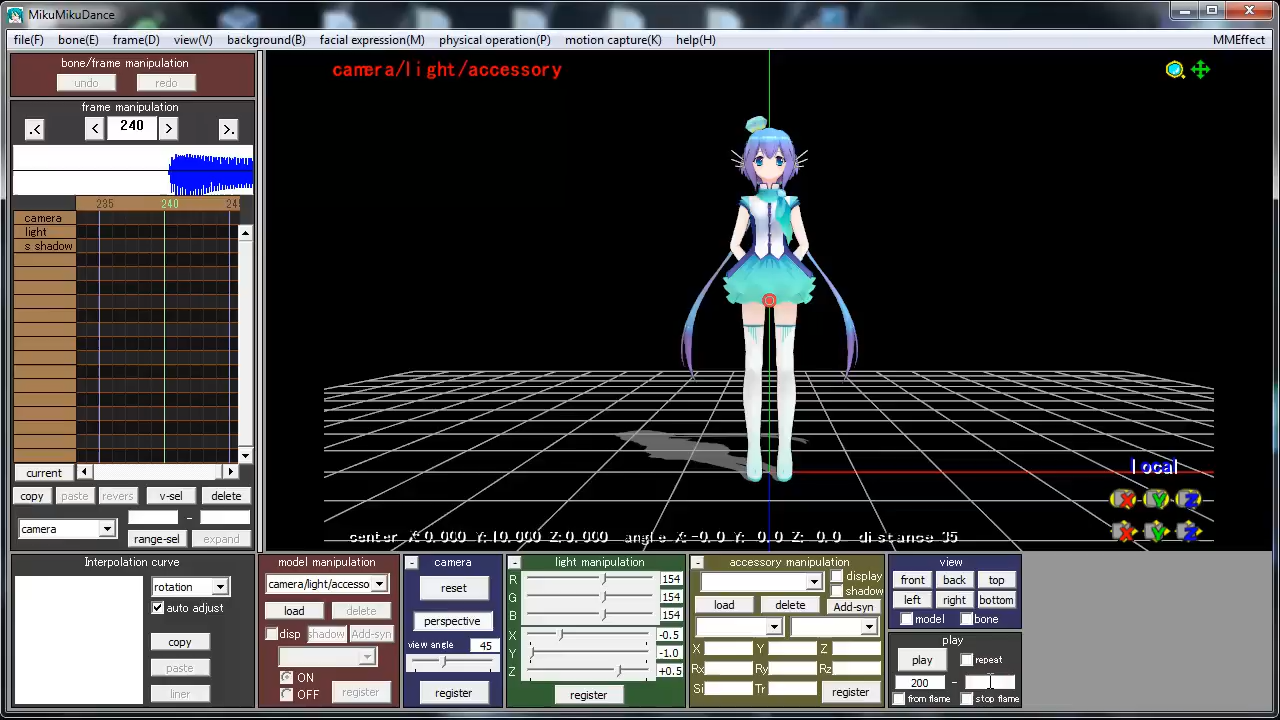 MikuMikuDance
file(F) bone(E) frame(D) view(V) background(B) facial expression(M) physical operation(P) motion capture(K) help(H) MMEffect
bone/frame manipulation
undo redo
frame manipulation
.< < 240 > >.
235 240 24
camera
light
s shadow
current
copy paste revers v-sel delete
camera -
range-sel expand
camera/light/accessory
local
X Y Z
X Y Z
center X:0.000 Y:10.000 Z:0.000 angle X:-0.0 Y: 0.0 Z: 0.0 distance 35
Interpolation curve
rotation
auto adjust
copy
paste
liner
model manipulation
camera/light/accesso
load delete
disp shadow Add-syn
ON
OFF register
- camera
reset
perspective
view angle 45
register
- light manipulation
R 154
G 154
B 154
X -0.5
Y -1.0
Z +0.5
register
- accessory manipulation
display
shadow
load delete Add-syn
X Y Z
Rx Ry Rz
Si Tr register
view
front back top
left right bottom
model bone
play
play repeat
200 -
from flame stop flame